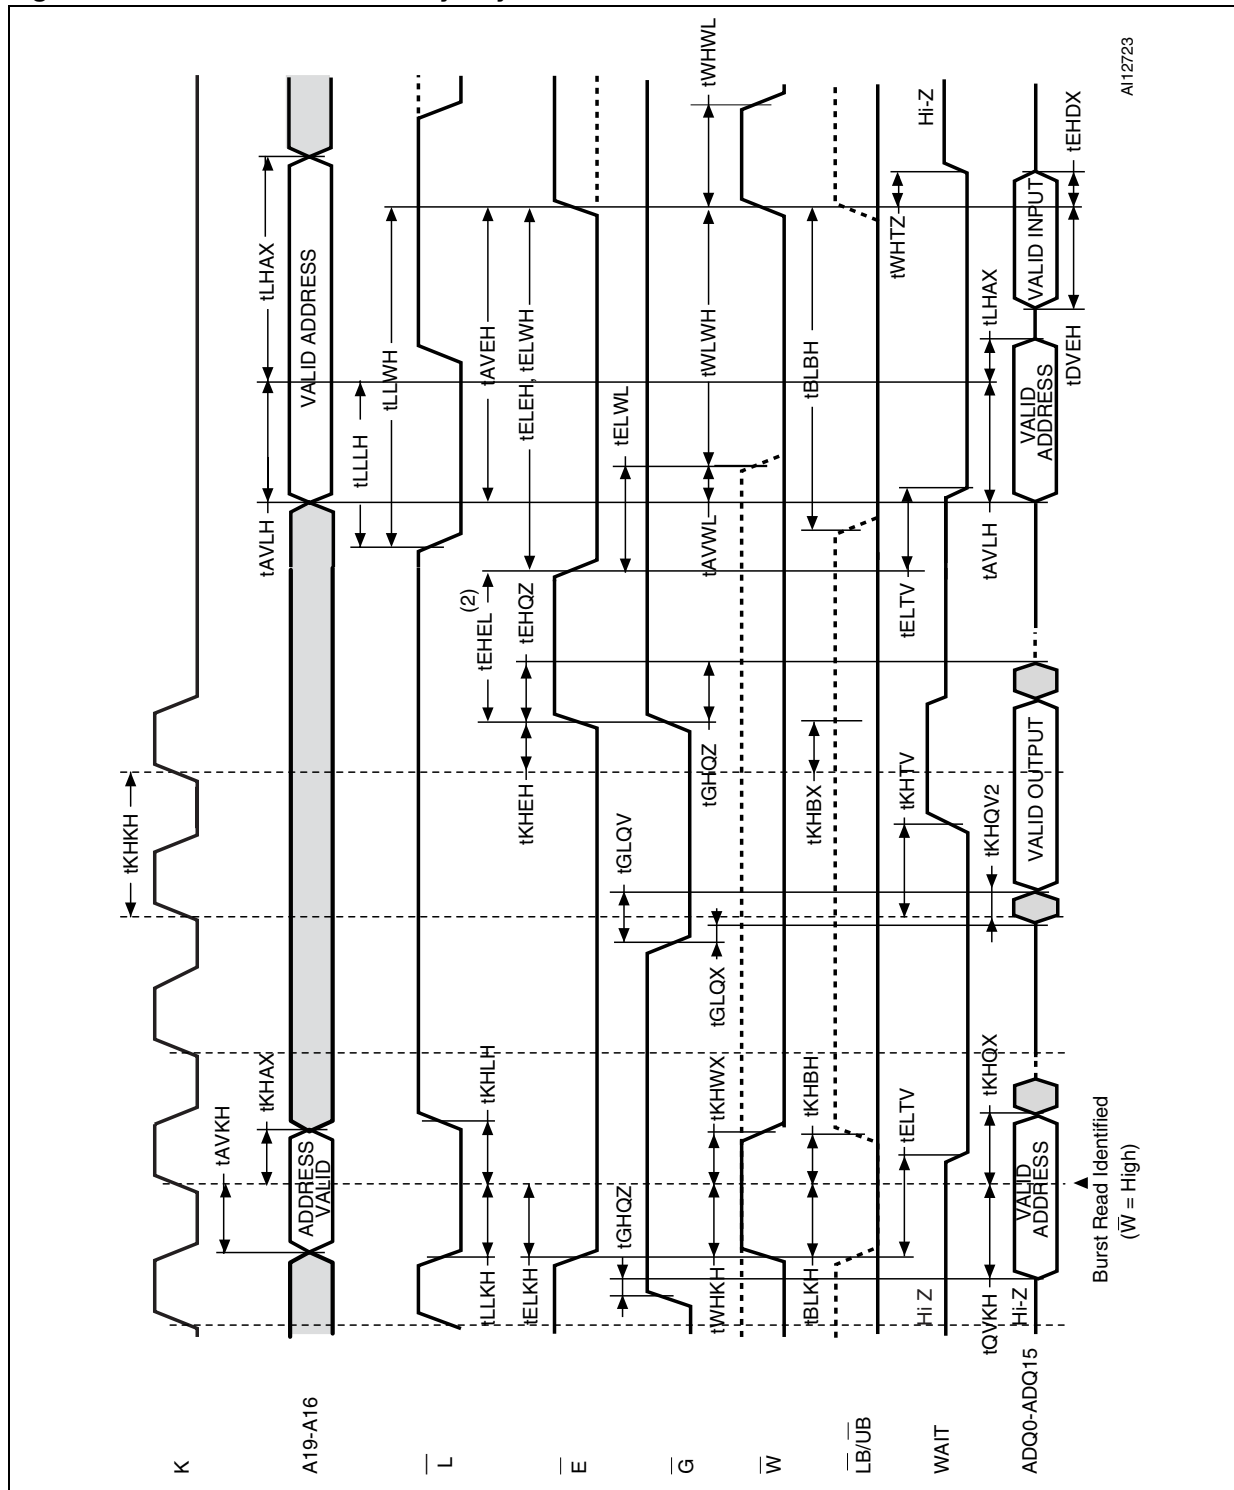 K
tKHKH
A19-A16
tAVKH
tKHAX
ADDRESS
VALID
tAVLH
tLHAX
VALID ADDRESS
L
tLLKH
tKHLH
tLLLH
tLLWH
tAVEH
E
tELKH
tKHEH
tEHEL
(2)
tEHQZ
tELEH, tELWH
G
tGHQZ
tGLQV
tGLQX
tGHQZ
tELWL
W
tWHKH
tKHWX
tAVWL
tWLWH
tWHWL
LB/UB
tBLKH
tKHBH
tKHBX
tBLBH
WAIT
Hi Z
tELTV
tKHTV
tELTV
tWHTZ
Hi-Z
ADQ0-ADQ15
Hi-Z
tQVKH
tKHQX
VALID
ADDRESS
tKHQV2
VALID OUTPUT
tAVLH
tLHAX
VALID
ADDRESS
VALID INPUT
tDVEH
tEHDX
Burst Read Identified
(W̅ = High)
AI12723